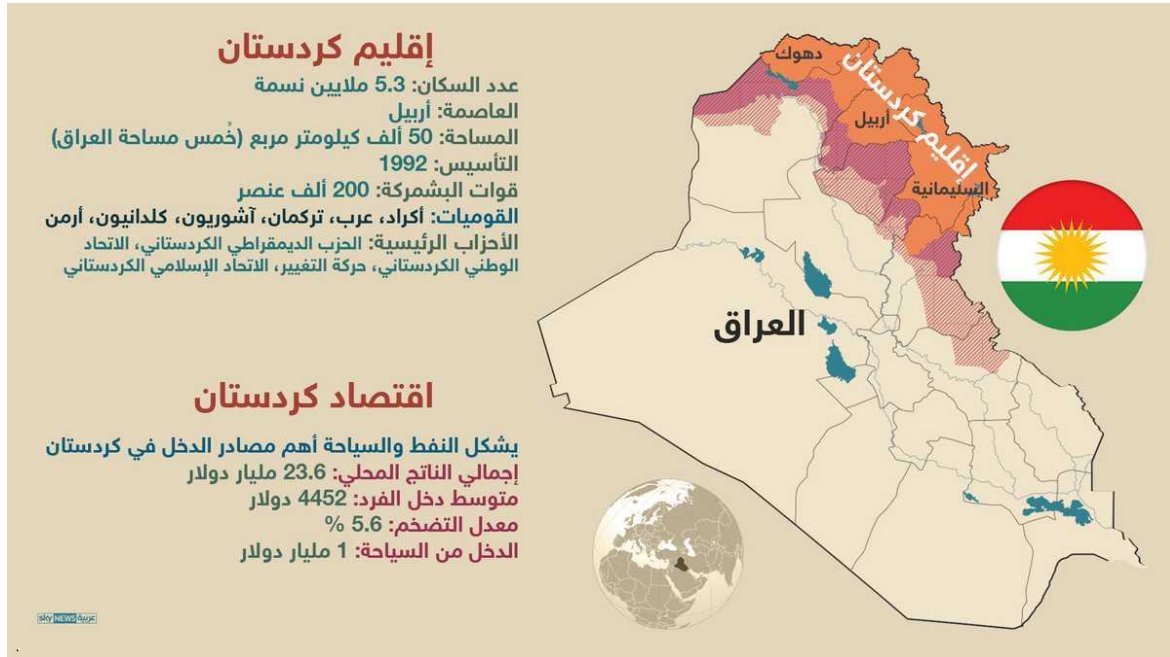 إقليم كردستان
عدد السكان: 5.3 ملايين نسمة
العاصمة: أربيل
المساحة: 50 ألف كيلومتر مربع (خُمس مساحة العراق)
التأسيس: 1992
قوات البشمركة: 200 ألف عنصر
القوميات: أكراد، عرب، تركمان، آشوريون، كلدانيون، أرمن
الأحزاب الرئيسية: الحزب الديمقراطي الكردستاني، الاتحاد
الوطني الكردستاني، حركة التغيير، الاتحاد الإسلامي الكردستاني
اقتصاد كردستان
يشكل النفط والسياحة أهم مصادر الدخل في كردستان
إجمالي الناتج المحلي: 23.6 مليار دولار
متوسط دخل الفرد: 4452 دولار
معدل التضخم: 5.6 %
الدخل من السياحة: 1 مليار دولار
دهوك
إقليم كردستان
أربيل
السليمانية
العراق
sky NEWS عربية